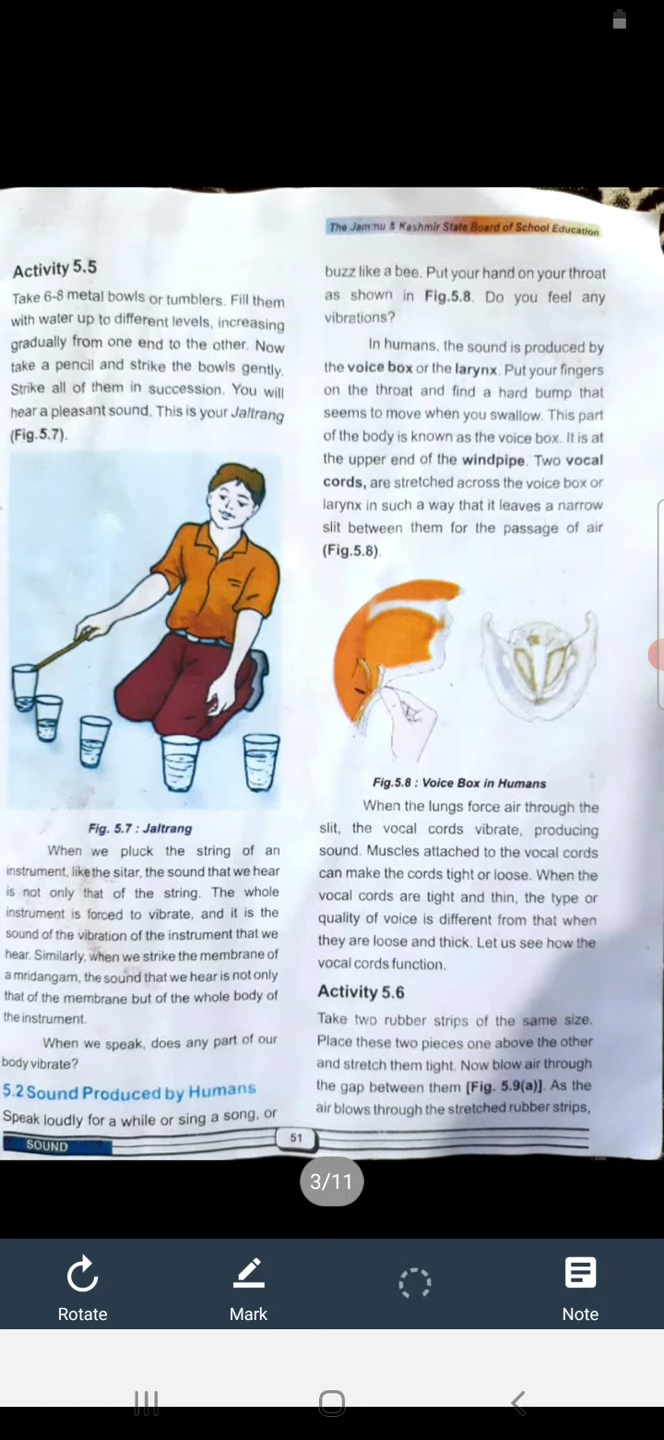 The Jammu & Kashmir State Board of School Education
Activity 5.5
Take 6-8 metal bowls or tumblers. Fill them
with water up to different levels, increasing
gradually from one end to the other. Now
take a pencil and strike the bowls gently.
Strike all of them in succession. You will
hear a pleasant sound. This is your Jaltrang
(Fig.5.7).
Fig. 5.7 : Jaltrang
When we pluck the string of an
instrument, like the sitar, the sound that we hear
is not only that of the string. The whole
instrument is forced to vibrate, and it is the
sound of the vibration of the instrument that we
hear. Similarly, when we strike the membrane of
a mridangam, the sound that we hear is not only
that of the membrane but of the whole body of
the instrument.
When we speak, does any part of our
body vibrate?
5.2 Sound Produced by Humans
Speak loudly for a while or sing a song, or
buzz like a bee. Put your hand on your throat
as shown in Fig.5.8. Do you feel any
vibrations?
In humans, the sound is produced by
the voice box or the larynx. Put your fingers
on the throat and find a hard bump that
seems to move when you swallow. This part
of the body is known as the voice box. It is at
the upper end of the windpipe. Two vocal
cords, are stretched across the voice box or
larynx in such a way that it leaves a narrow
slit between them for the passage of air
(Fig.5.8).
Fig.5.8 : Voice Box in Humans
When the lungs force air through the
slit, the vocal cords vibrate, producing
sound. Muscles attached to the vocal cords
can make the cords tight or loose. When the
vocal cords are tight and thin, the type or
quality of voice is different from that when
they are loose and thick. Let us see how the
vocal cords function.
Activity 5.6
Take two rubber strips of the same size.
Place these two pieces one above the other
and stretch them tight. Now blow air through
the gap between them [Fig. 5.9(a)]. As the
air blows through the stretched rubber strips,
SOUND
51
3/11
Rotate
Mark
Note